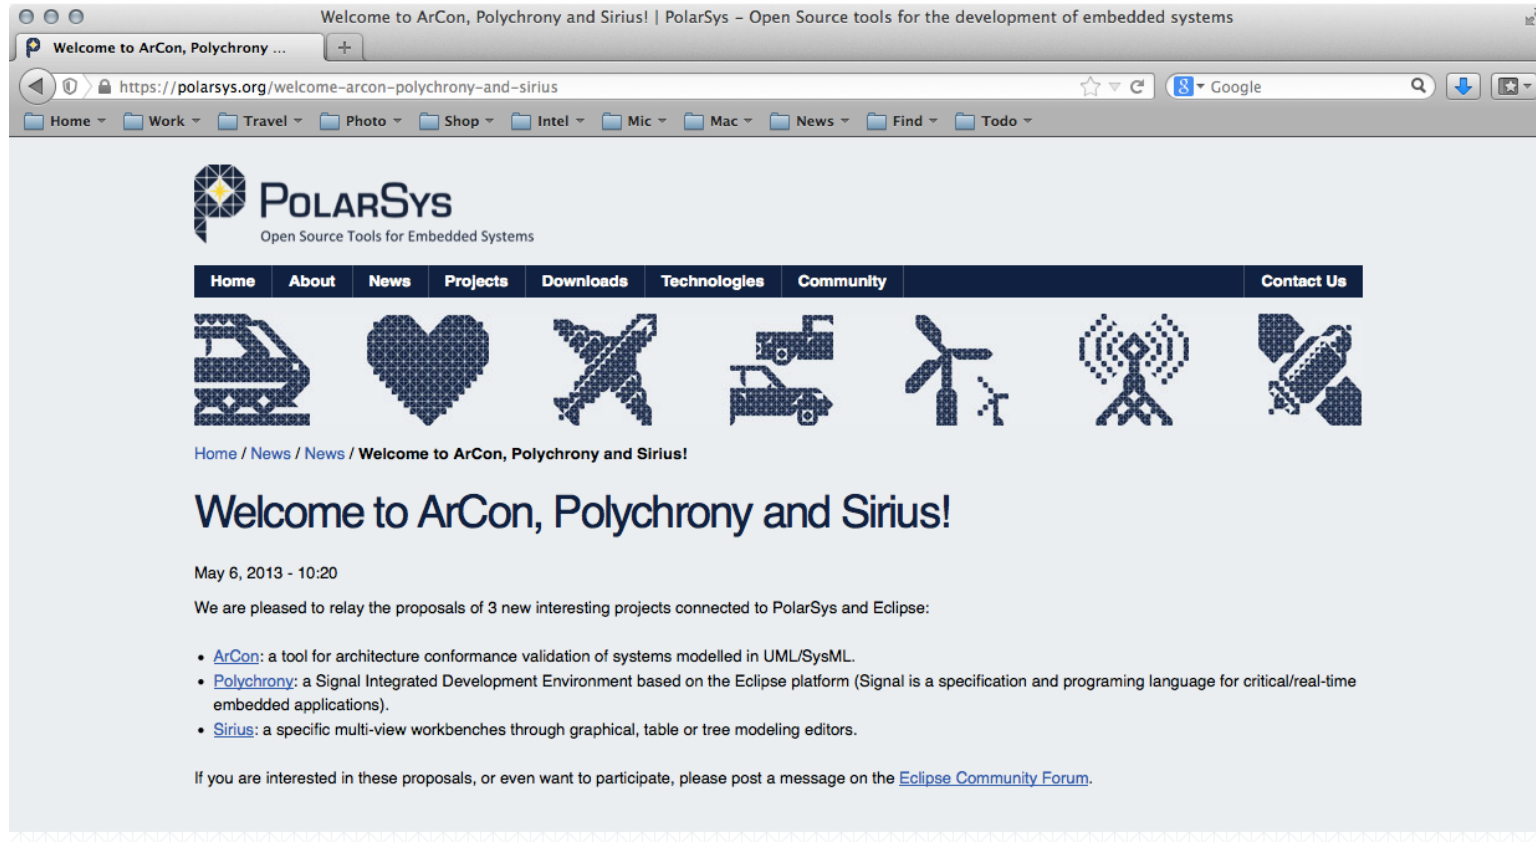 Welcome to ArCon, Polychrony and Sirius! | PolarSys – Open Source tools for the development of embedded systems
Welcome to ArCon, Polychrony ...
https://polarsys.org/welcome-arcon-polychrony-and-sirius
Google
Home Work Travel Photo Shop Intel Mic Mac News Find Todo
POLARSYS
Open Source Tools for Embedded Systems
Home About News Projects Downloads Technologies Community Contact Us
Home / News / News / Welcome to ArCon, Polychrony and Sirius!
Welcome to ArCon, Polychrony and Sirius!
May 6, 2013 - 10:20
We are pleased to relay the proposals of 3 new interesting projects connected to PolarSys and Eclipse:
• ArCon: a tool for architecture conformance validation of systems modelled in UML/SysML.
• Polychrony: a Signal Integrated Development Environment based on the Eclipse platform (Signal is a specification and programing language for critical/real-time
embedded applications).
• Sirius: a specific multi-view workbenches through graphical, table or tree modeling editors.
If you are interested in these proposals, or even want to participate, please post a message on the Eclipse Community Forum.